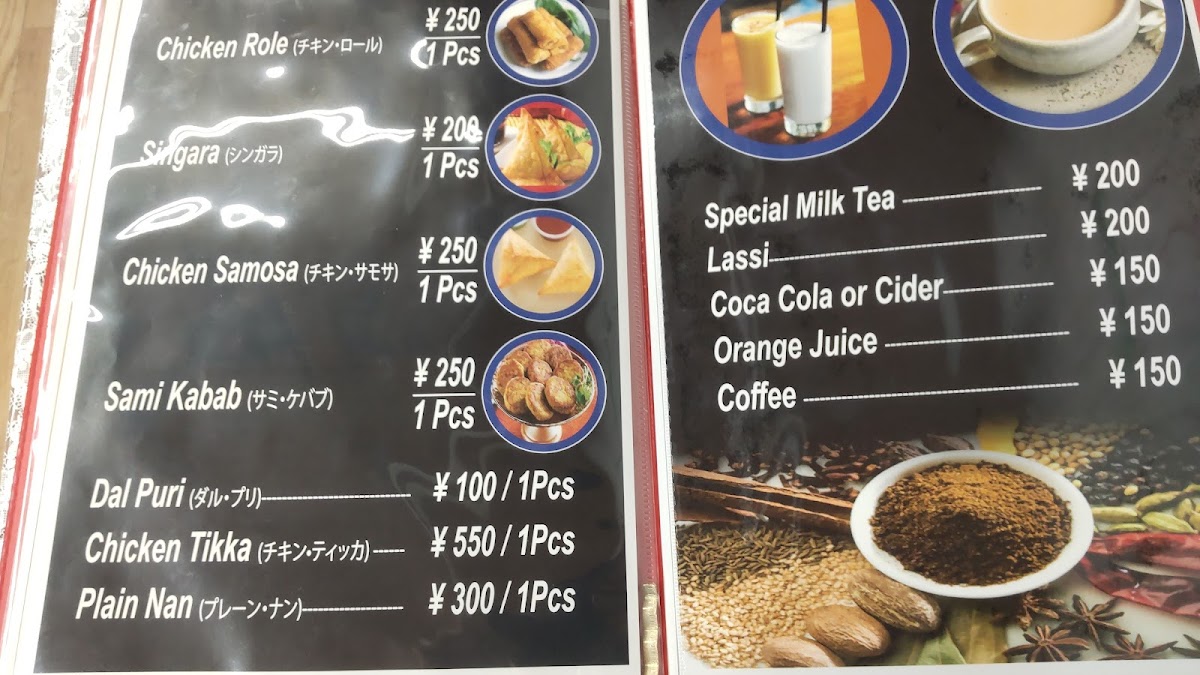 Chicken Role (チキン・ロール) ¥ 250
1 Pcs
Singara (シンガラ) ¥ 200
1 Pcs
Chicken Samosa (チキン・サモサ) ¥ 250
1 Pcs
Sami Kabab (サミ・ケバブ) ¥ 250
1 Pcs
Dal Puri (ダル・プリ)---------- ¥ 100 / 1Pcs
Chicken Tikka (チキン・ティッカ) ------ ¥ 550 / 1Pcs
Plain Nan (プレーン・ナン)---------- ¥ 300 / 1Pcs
Special Milk Tea ---------- ¥ 200
Lassi---------- ¥ 200
Coca Cola or Cider---------- ¥ 150
Orange Juice ---------- ¥ 150
Coffee ---------- ¥ 150